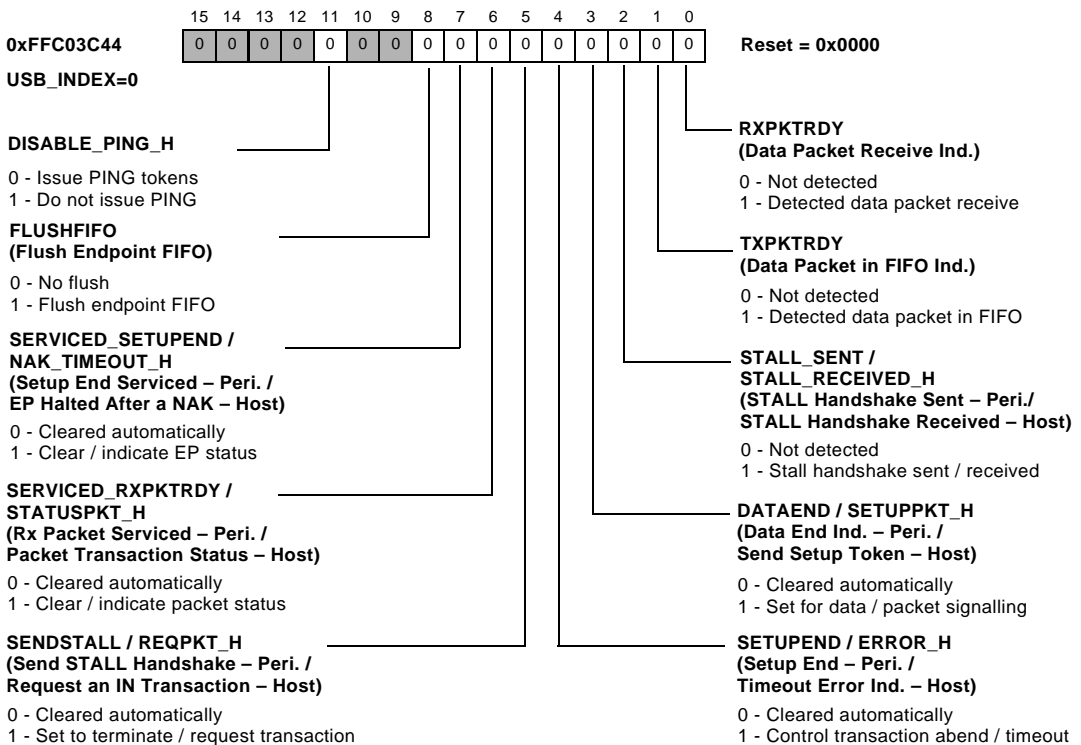 15 14 13 12 11 10 9 8 7 6 5 4 3 2 1 0
0xFFC03C44
0 0 0 0 0 0 0 0 0 0 0 0 0 0 0 0
Reset = 0x0000
USB_INDEX=0
DISABLE_PING_H
0 - Issue PING tokens
1 - Do not issue PING
FLUSHFIFO
(Flush Endpoint FIFO)
0 - No flush
1 - Flush endpoint FIFO
SERVICED_SETUPEND /
NAK_TIMEOUT_H
(Setup End Serviced – Peri. /
EP Halted After a NAK – Host)
0 - Cleared automatically
1 - Clear / indicate EP status
SERVICED_RXPKTRDY /
STATUSPKT_H
(Rx Packet Serviced – Peri. /
Packet Transaction Status – Host)
0 - Cleared automatically
1 - Clear / indicate packet status
SENDSTALL / REQPKT_H
(Send STALL Handshake – Peri. /
Request an IN Transaction – Host)
0 - Cleared automatically
1 - Set to terminate / request transaction
RXPKTRDY
(Data Packet Receive Ind.)
0 - Not detected
1 - Detected data packet receive
TXPKTRDY
(Data Packet in FIFO Ind.)
0 - Not detected
1 - Detected data packet in FIFO
STALL_SENT /
STALL_RECEIVED_H
(STALL Handshake Sent – Peri./
STALL Handshake Received – Host)
0 - Not detected
1 - Stall handshake sent / received
DATAEND / SETUPPKT_H
(Data End Ind. – Peri. /
Send Setup Token – Host)
0 - Cleared automatically
1 - Set for data / packet signalling
SETUPEND / ERROR_H
(Setup End – Peri. /
Timeout Error Ind. – Host)
0 - Cleared automatically
1 - Control transaction abend / timeout